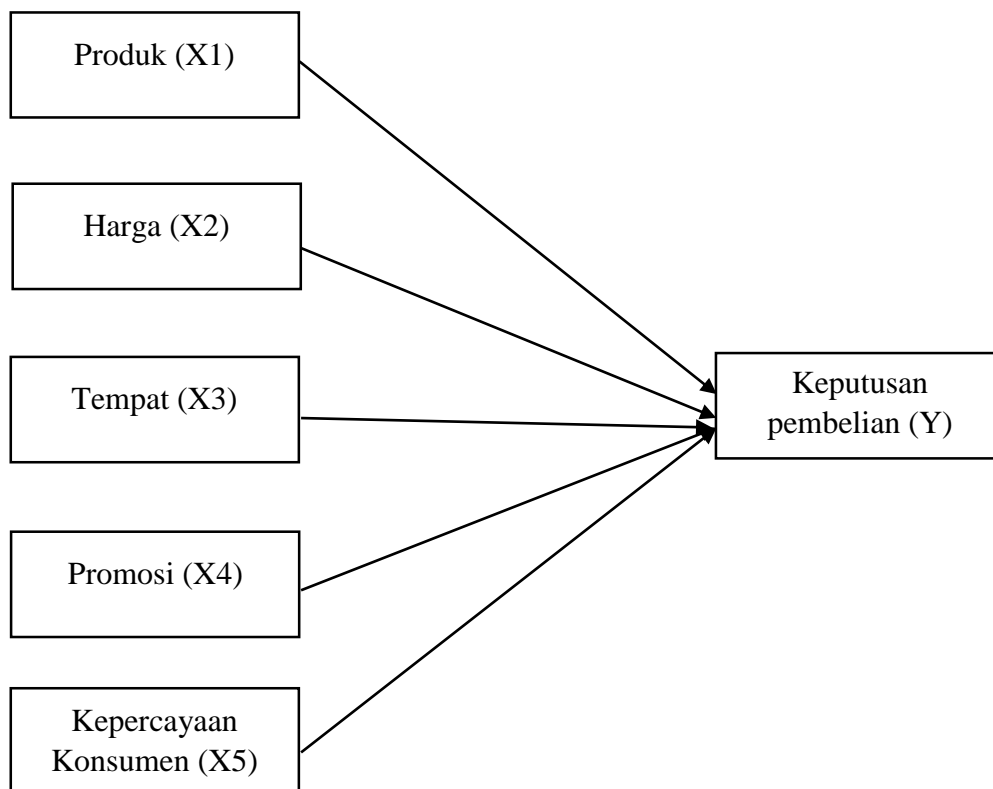 Produk (X1)
Harga (X2)
Tempat (X3)
Keputusan
pembelian (Y)
Promosi (X4)
Kepercayaan
Konsumen (X5)